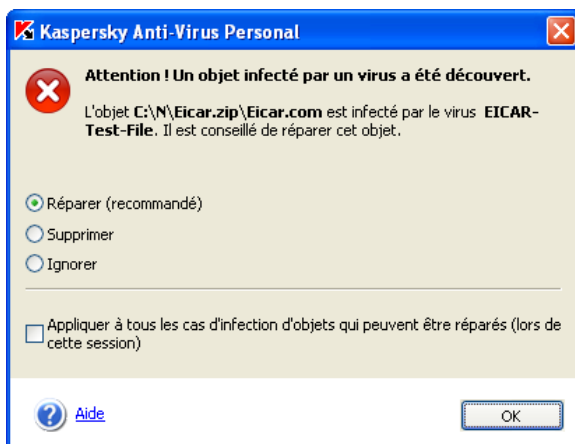 Kaspersky Anti-Virus Personal
Attention ! Un objet infecté par un virus a été découvert.
L'objet C:\N\Eicar.zip\Eicar.com est infecté par le virus EICAR-
Test-File. Il est conseillé de réparer cet objet.
Réparer (recommandé)
Supprimer
Ignorer
Appliquer à tous les cas d'infection d'objets qui peuvent être réparés (lors de
cette session)
Aide
OK